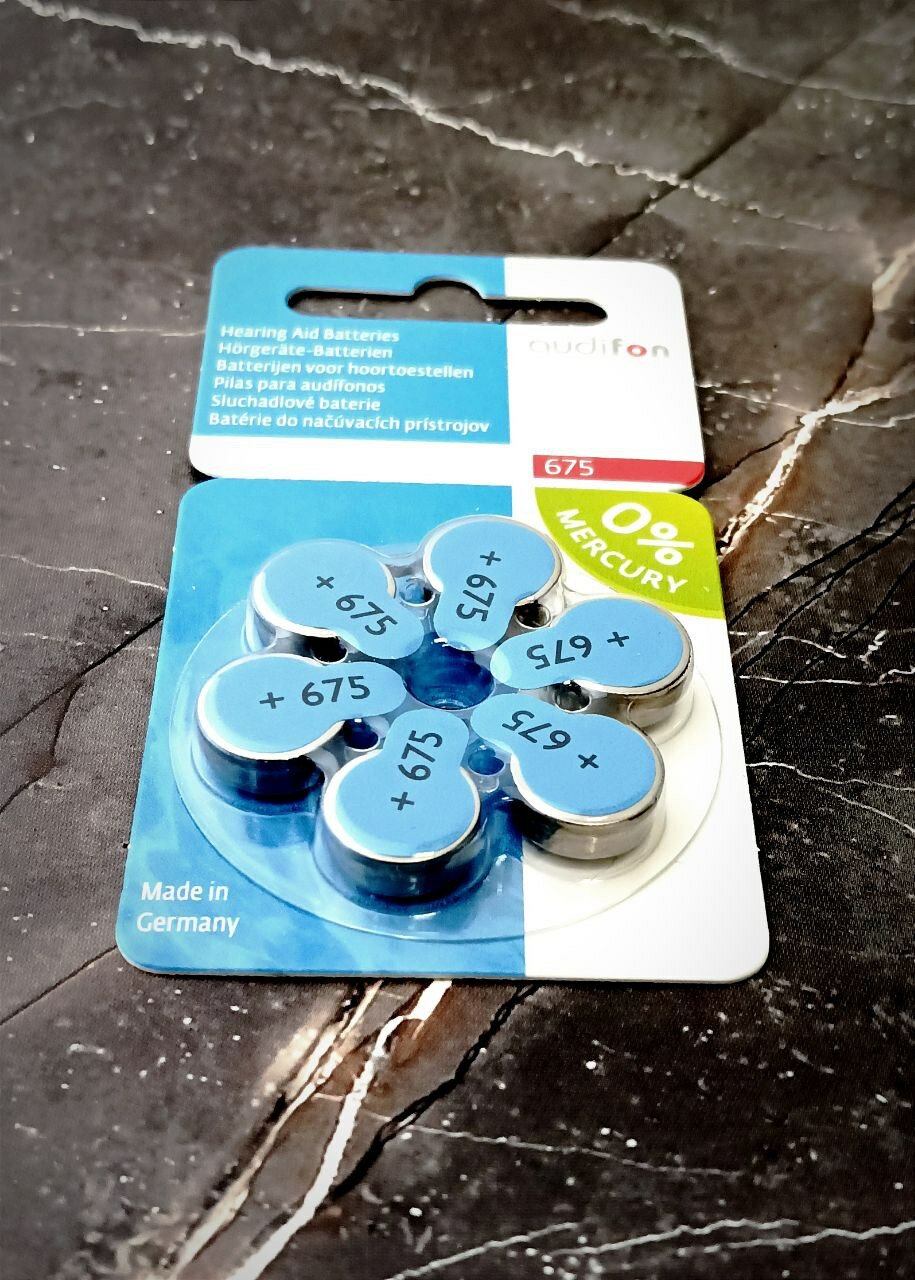 Hearing Aid Batteries
Hörgeräte-Batterien
Batterijen voor hoortoestellen
Pilas para audífonos
Sluchadlové baterie
Batérie do načúvacích prístrojov
audifon
675
0%
MERCURY
+ 675
+ 675
+ 675
+ 675
+ 675
+ 675
Made in
Germany